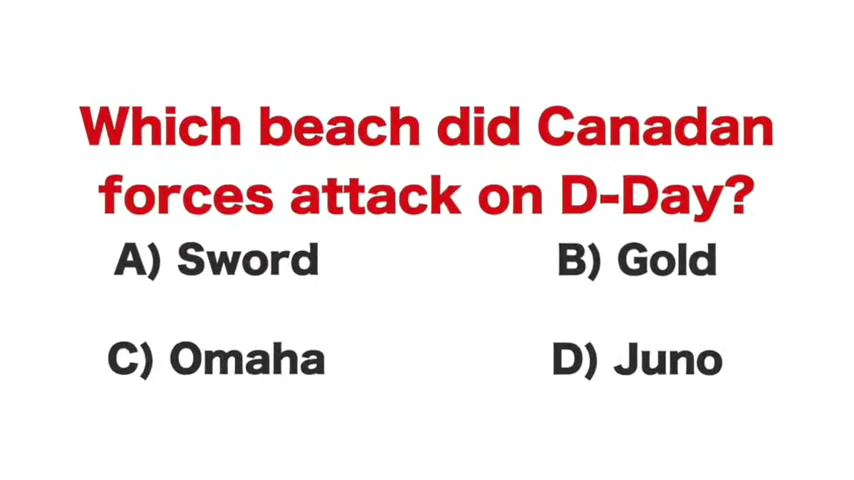 Which beach did Canadan
forces attack on D-Day?
A) Sword B) Gold
C) Omaha D) Juno